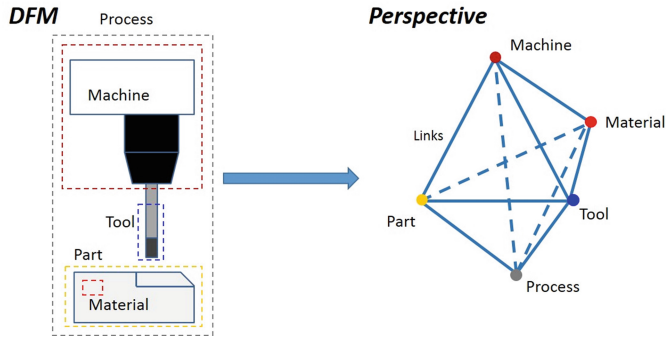 DFM
Process
Machine
Tool
Part
Material
Perspective
Machine
Material
Links
Part
Tool
Process